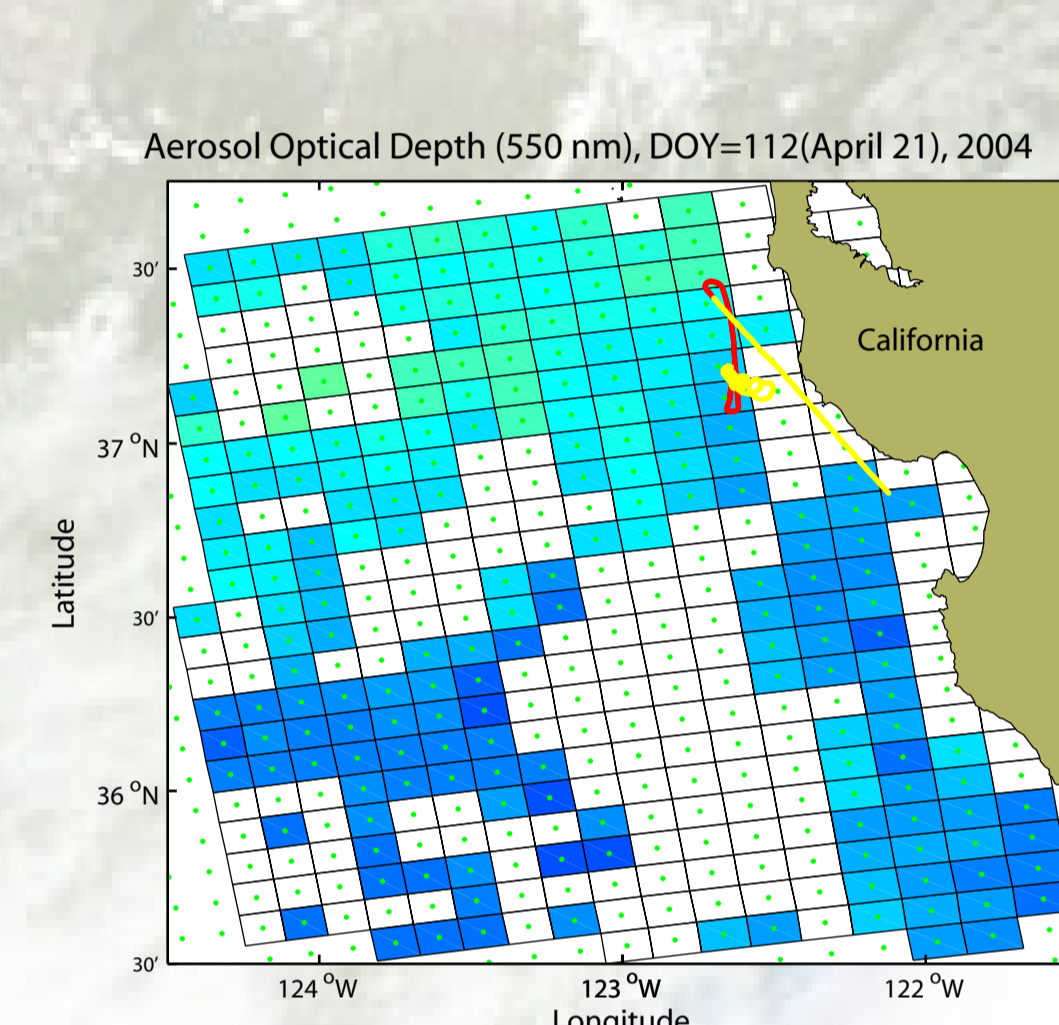 Aerosol Optical Depth (550 nm), DOY=112(April 21), 2004
30′
California
37 °N
Latitude
30′
36 °N
30′
124 °W 123 °W 122 °W
Longitude